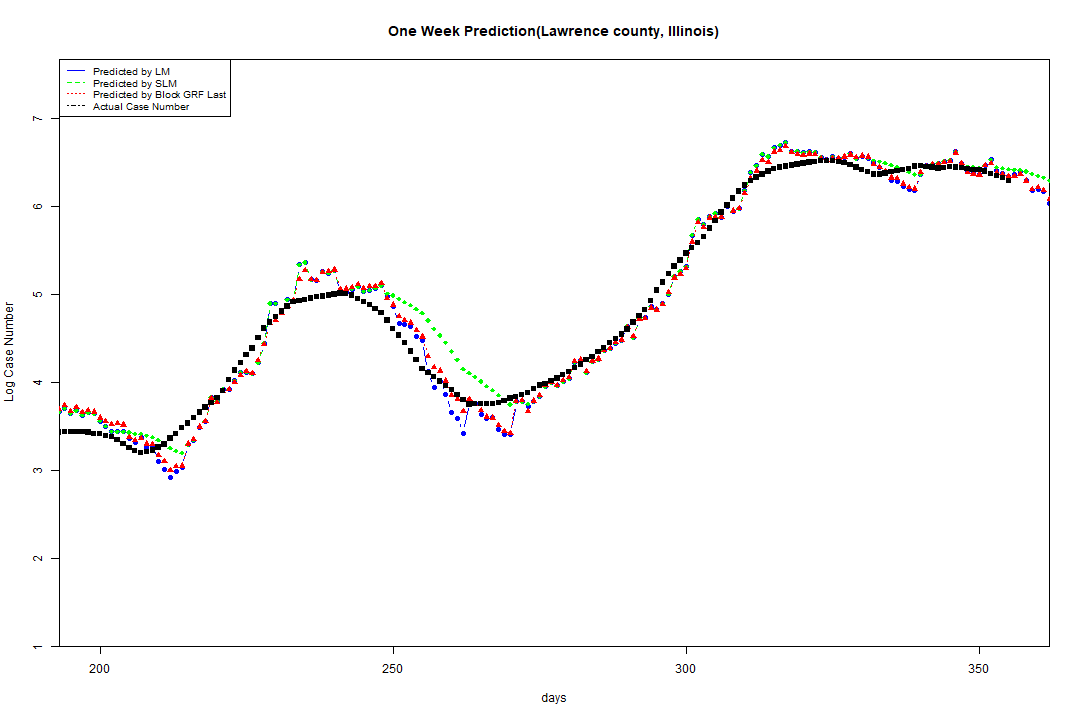 One Week Prediction(Lawrence county, Illinois)
Predicted by LM
Predicted by SLM
Predicted by Block GRF Last
Actual Case Number
7
6
5
4
3
2
1
Log Case Number
200 250 300 350
days